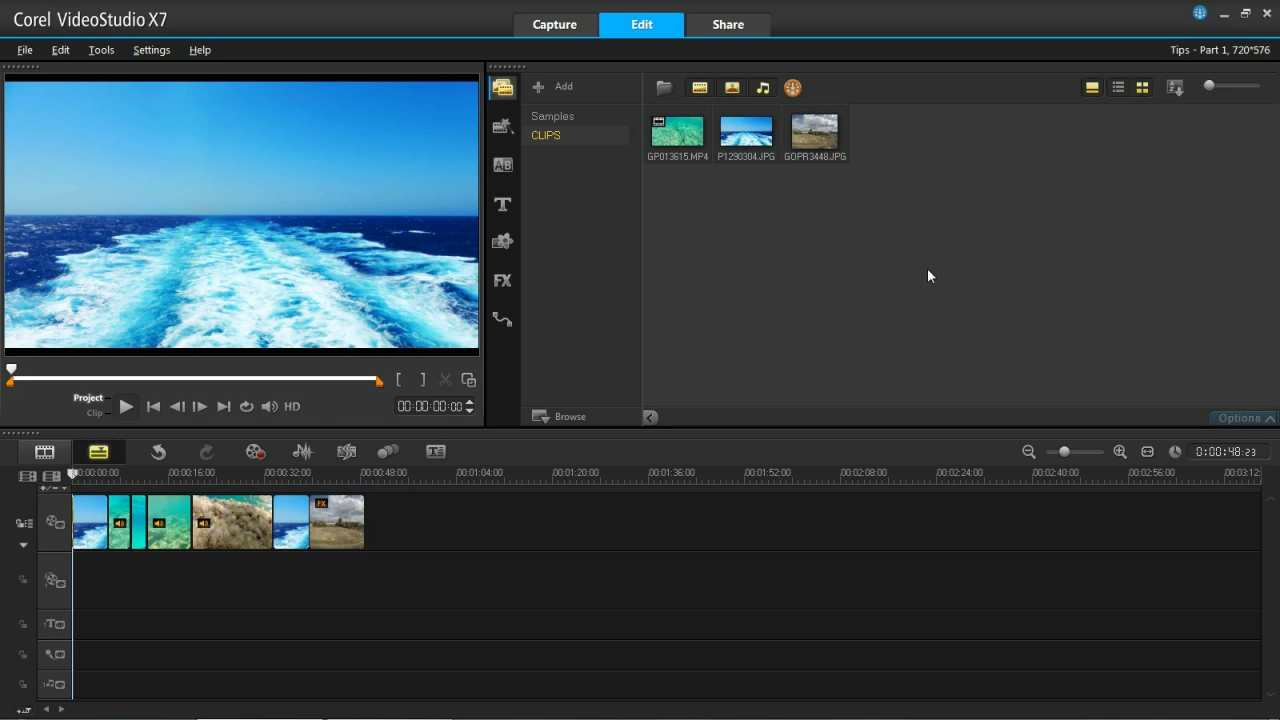 Corel VideoStudio X7
Capture
Edit
Share
File
Edit
Tools
Settings
Help
Tips - Part 1, 720*576
Add
Samples
CLIPS
GP013615.MP4
P1290304.JPG
GOPR3448.JPG
AB
T
FX
Browse
Options
Project
Clip
HD
00:00:00:00
0:00:48:23
00:00:00:00
00:00:16:00
00:00:32:00
00:00:48:00
00:01:04:00
00:01:20:00
00:01:36:00
00:01:52:00
00:02:08:00
00:02:24:00
00:02:40:00
00:02:56:00
00:03:12:
FX
1T